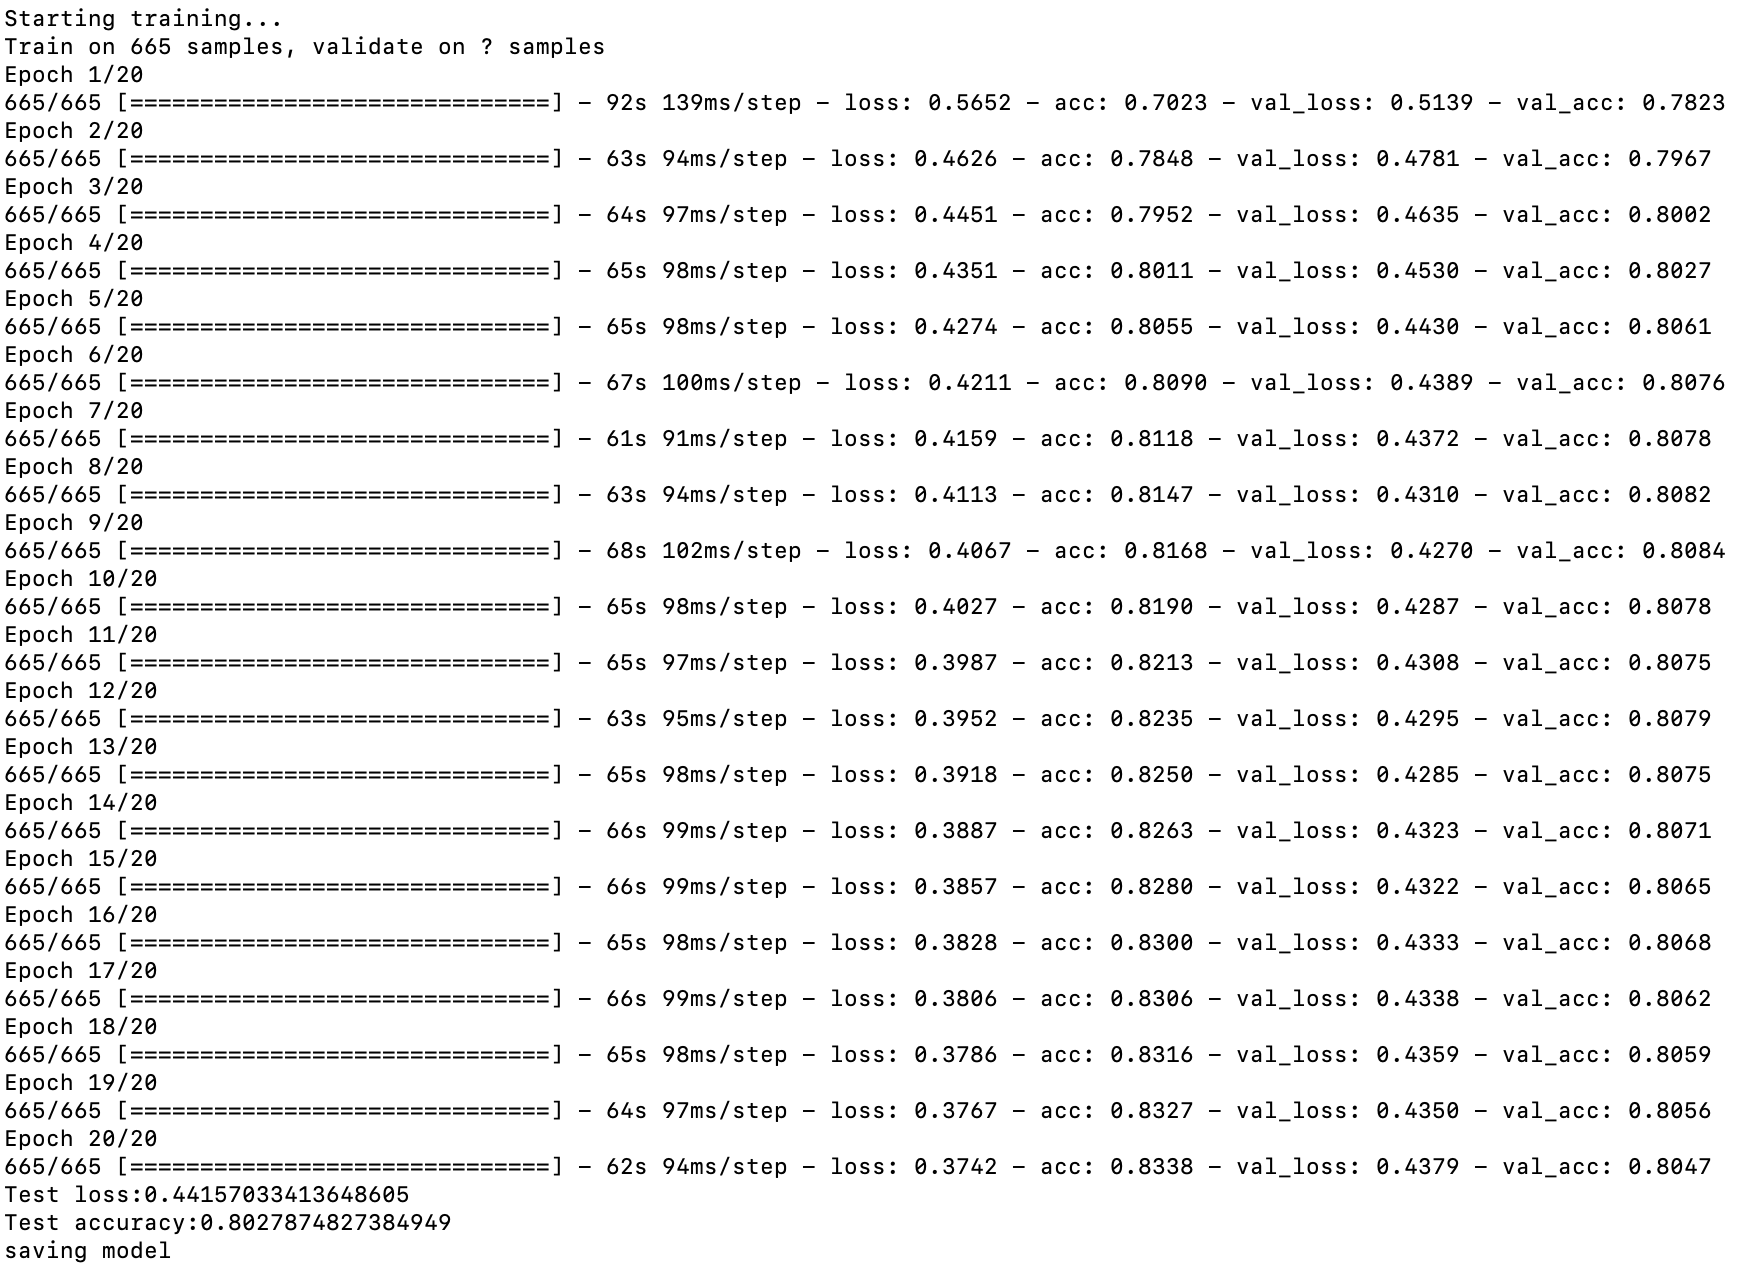 Starting training...
Train on 665 samples, validate on ? samples
Epoch 1/20
665/665 [==============================] - 92s 139ms/step - loss: 0.5652 - acc: 0.7023 - val_loss: 0.5139 - val_acc: 0.7823
Epoch 2/20
665/665 [==============================] - 63s 94ms/step - loss: 0.4626 - acc: 0.7848 - val_loss: 0.4781 - val_acc: 0.7967
Epoch 3/20
665/665 [==============================] - 64s 97ms/step - loss: 0.4451 - acc: 0.7952 - val_loss: 0.4635 - val_acc: 0.8002
Epoch 4/20
665/665 [==============================] - 65s 98ms/step - loss: 0.4351 - acc: 0.8011 - val_loss: 0.4530 - val_acc: 0.8027
Epoch 5/20
665/665 [==============================] - 65s 98ms/step - loss: 0.4274 - acc: 0.8055 - val_loss: 0.4430 - val_acc: 0.8061
Epoch 6/20
665/665 [==============================] - 67s 100ms/step - loss: 0.4211 - acc: 0.8090 - val_loss: 0.4389 - val_acc: 0.8076
Epoch 7/20
665/665 [==============================] - 61s 91ms/step - loss: 0.4159 - acc: 0.8118 - val_loss: 0.4372 - val_acc: 0.8078
Epoch 8/20
665/665 [==============================] - 63s 94ms/step - loss: 0.4113 - acc: 0.8147 - val_loss: 0.4310 - val_acc: 0.8082
Epoch 9/20
665/665 [==============================] - 68s 102ms/step - loss: 0.4067 - acc: 0.8168 - val_loss: 0.4270 - val_acc: 0.8084
Epoch 10/20
665/665 [==============================] - 65s 98ms/step - loss: 0.4027 - acc: 0.8190 - val_loss: 0.4287 - val_acc: 0.8078
Epoch 11/20
665/665 [==============================] - 65s 97ms/step - loss: 0.3987 - acc: 0.8213 - val_loss: 0.4308 - val_acc: 0.8075
Epoch 12/20
665/665 [==============================] - 63s 95ms/step - loss: 0.3952 - acc: 0.8235 - val_loss: 0.4295 - val_acc: 0.8079
Epoch 13/20
665/665 [==============================] - 65s 98ms/step - loss: 0.3918 - acc: 0.8250 - val_loss: 0.4285 - val_acc: 0.8075
Epoch 14/20
665/665 [==============================] - 66s 99ms/step - loss: 0.3887 - acc: 0.8263 - val_loss: 0.4323 - val_acc: 0.8071
Epoch 15/20
665/665 [==============================] - 66s 99ms/step - loss: 0.3857 - acc: 0.8280 - val_loss: 0.4322 - val_acc: 0.8065
Epoch 16/20
665/665 [==============================] - 65s 98ms/step - loss: 0.3828 - acc: 0.8300 - val_loss: 0.4333 - val_acc: 0.8068
Epoch 17/20
665/665 [==============================] - 66s 99ms/step - loss: 0.3806 - acc: 0.8306 - val_loss: 0.4338 - val_acc: 0.8062
Epoch 18/20
665/665 [==============================] - 65s 98ms/step - loss: 0.3786 - acc: 0.8316 - val_loss: 0.4359 - val_acc: 0.8059
Epoch 19/20
665/665 [==============================] - 64s 97ms/step - loss: 0.3767 - acc: 0.8327 - val_loss: 0.4350 - val_acc: 0.8056
Epoch 20/20
665/665 [==============================] - 62s 94ms/step - loss: 0.3742 - acc: 0.8338 - val_loss: 0.4379 - val_acc: 0.8047
Test loss:0.44157033413648605
Test accuracy:0.8027874827384949
saving model